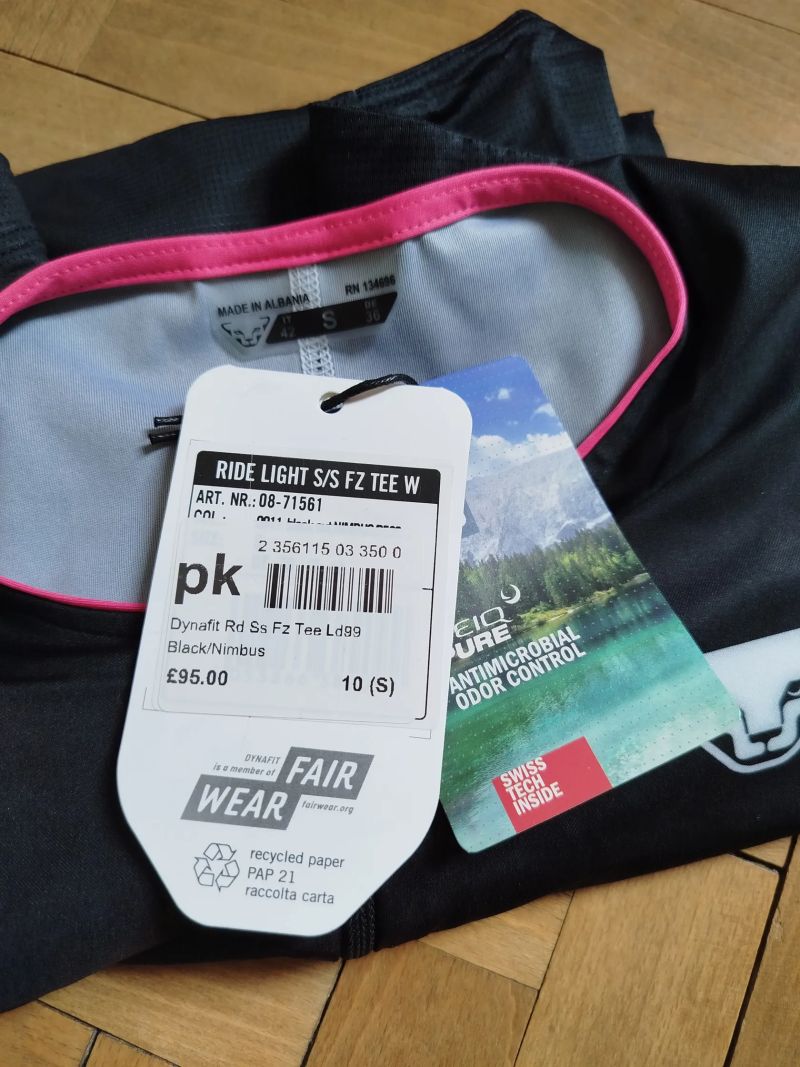 MADE IN ALBANIA
RN 134696
IT
42
S
DE
36
RIDE LIGHT S/S FZ TEE W
ART. NR.: 08-71561
2 356115 03 350 0
pk
Dynafit Rd Ss Fz Tee Ld99
Black/Nimbus
£95.00
10 (S)
DYNAFIT
is a member of
FAIR
WEAR
fairwear.org
recycled paper
PAP 21
raccolta carta
EIQ
PURE
ANTIMICROBIAL
ODOR CONTROL
SWISS
TECH
INSIDE